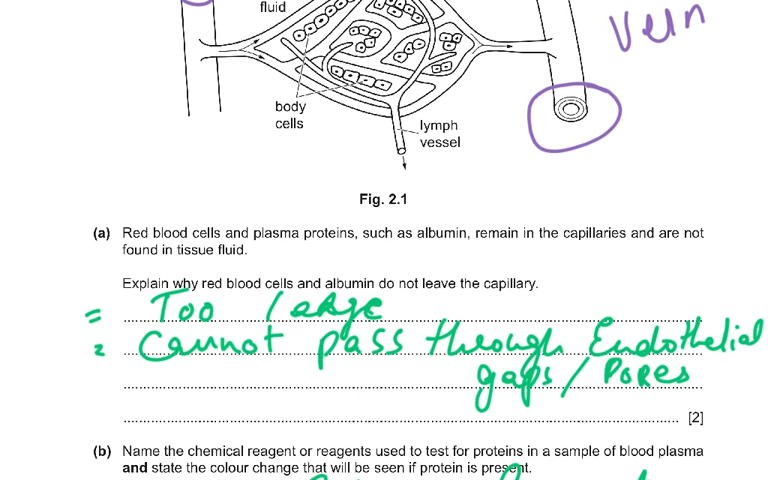 fluid
vein
body
cells
lymph
vessel
Fig. 2.1
(a) Red blood cells and plasma proteins, such as albumin, remain in the capillaries and are not
found in tissue fluid.
Explain why red blood cells and albumin do not leave the capillary.
= Too large
= Cannot pass through Endothelial
gaps / Pores
[2]
(b) Name the chemical reagent or reagents used to test for proteins in a sample of blood plasma
and state the colour change that will be seen if protein is present.